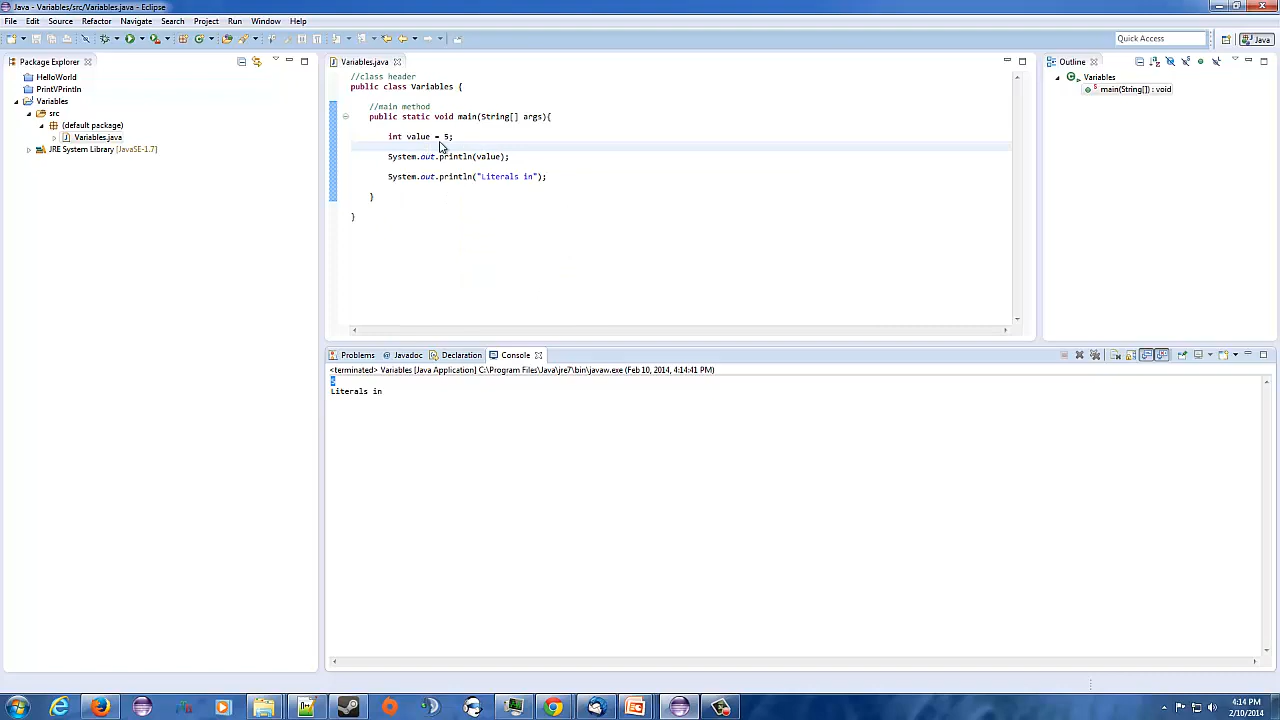 Java - Variables/src/Variables.java - Eclipse
File Edit Source Refactor Navigate Search Project Run Window Help
Quick Access
Java
Package Explorer
HelloWorld
PrintVPrintln
Variables
src
(default package)
Variables.java
JRE System Library [JavaSE-1.7]
Variables.java
//class header
public class Variables {
//main method
public static void main(String[] args){
int value = 5;
System.out.println(value);
System.out.println("Literals in");
}
}
Outline
Variables
main(String[]) : void
Problems Javadoc Declaration Console
<terminated> Variables [Java Application] C:\Program Files\Java\jre7\bin\javaw.exe (Feb 10, 2014, 4:14:41 PM)
5
Literals in
4:14 PM
2/10/2014